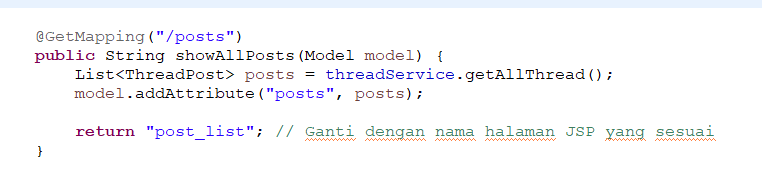 @GetMapping("/posts")
public String showAllPosts(Model model) {
    List<ThreadPost> posts = threadService.getAllThread();
    model.addAttribute("posts", posts);

    return "post_list"; // Ganti dengan nama halaman JSP yang sesuai
}